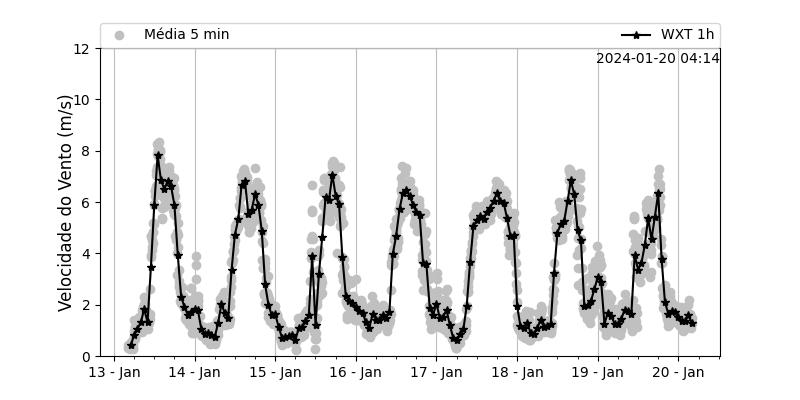 Média 5 min
WXT 1h
2024-01-20 04:14
Velocidade do Vento (m/s)
12
10
8
6
4
2
0
13 - Jan
14 - Jan
15 - Jan
16 - Jan
17 - Jan
18 - Jan
19 - Jan
20 - Jan